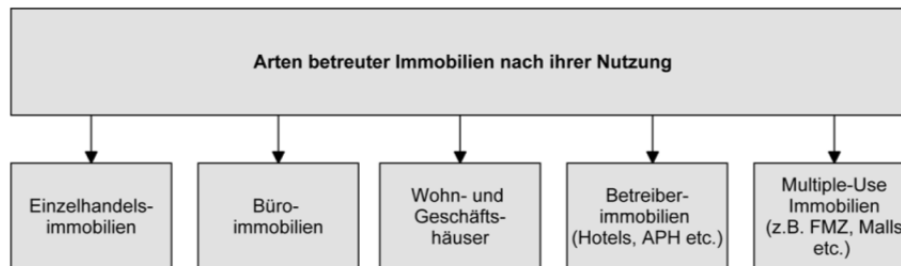 Arten betreuter Immobilien nach ihrer Nutzung
Einzelhandels-
immobilien
Büro-
immobilien
Wohn- und
Geschäfts-
häuser
Betreiber-
immobilien
(Hotels, APH etc.)
Multiple-Use
Immobilien
(z.B. FMZ, Malls
etc.)